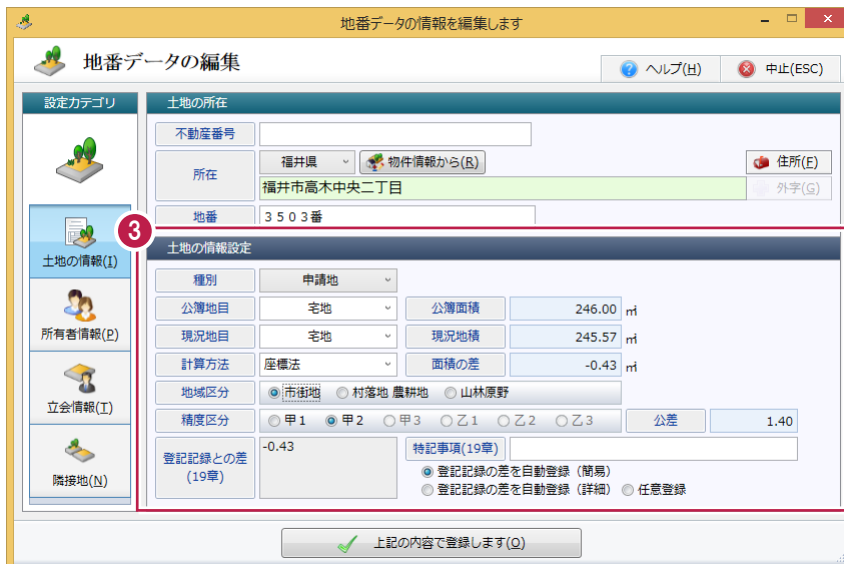 地番データの情報を編集します
地番データの編集
ヘルプ(H) 中止(ESC)
設定カテゴリ
土地の情報(I)
所有者情報(P)
立会情報(T)
隣接地(N)
土地の所在
不動産番号
所在 福井県 物件情報から(R) 住所(F)
福井市高木中央二丁目 外字(G)
地番 3503番
3
土地の情報設定
種別 申請地
公簿地目 宅地 公簿面積 246.00 ㎡
現況地目 宅地 現況地積 245.57 ㎡
計算方法 座標法 面積の差 -0.43 ㎡
地域区分 市街地 村落地 農耕地 山林原野
精度区分 甲1 甲2 甲3 乙1 乙2 乙3 公差 1.40
登記記録との差 (19章) -0.43 特記事項(19章)
登記記録の差を自動登録（簡易）
登記記録の差を自動登録（詳細） 任意登録
上記の内容で登録します(O)